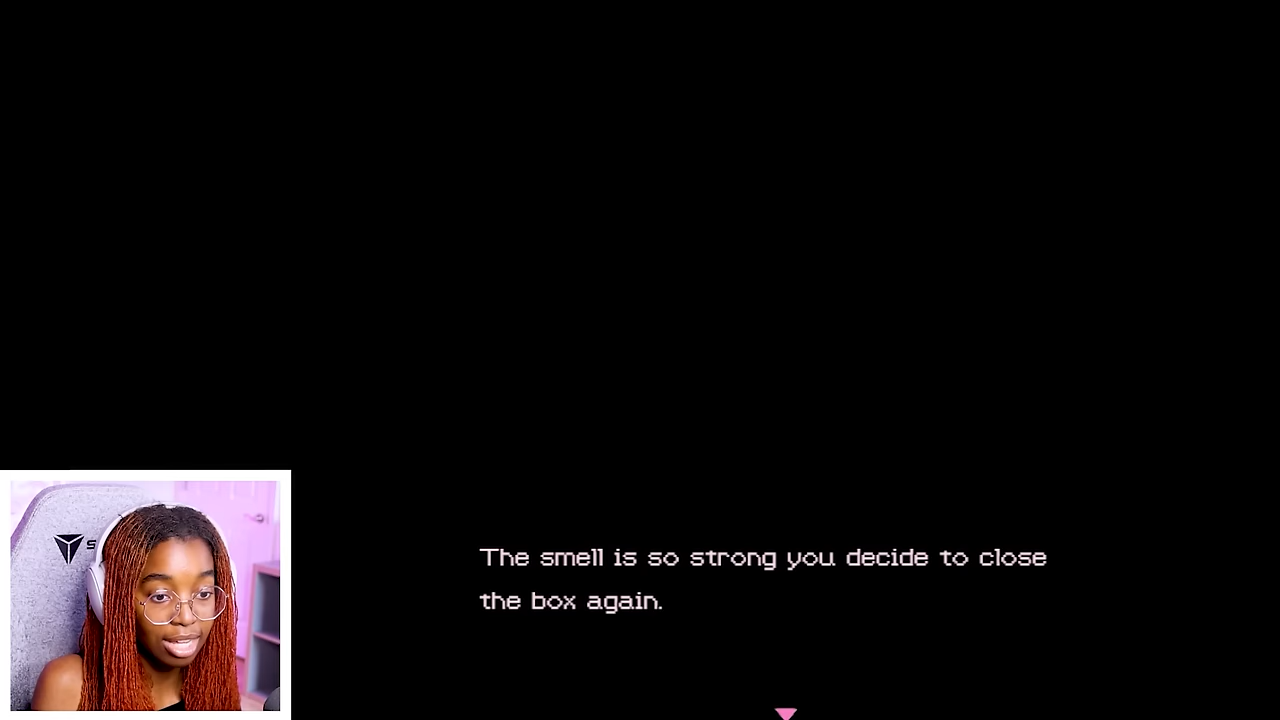 The smell is so strong you decide to close
the box again.
S